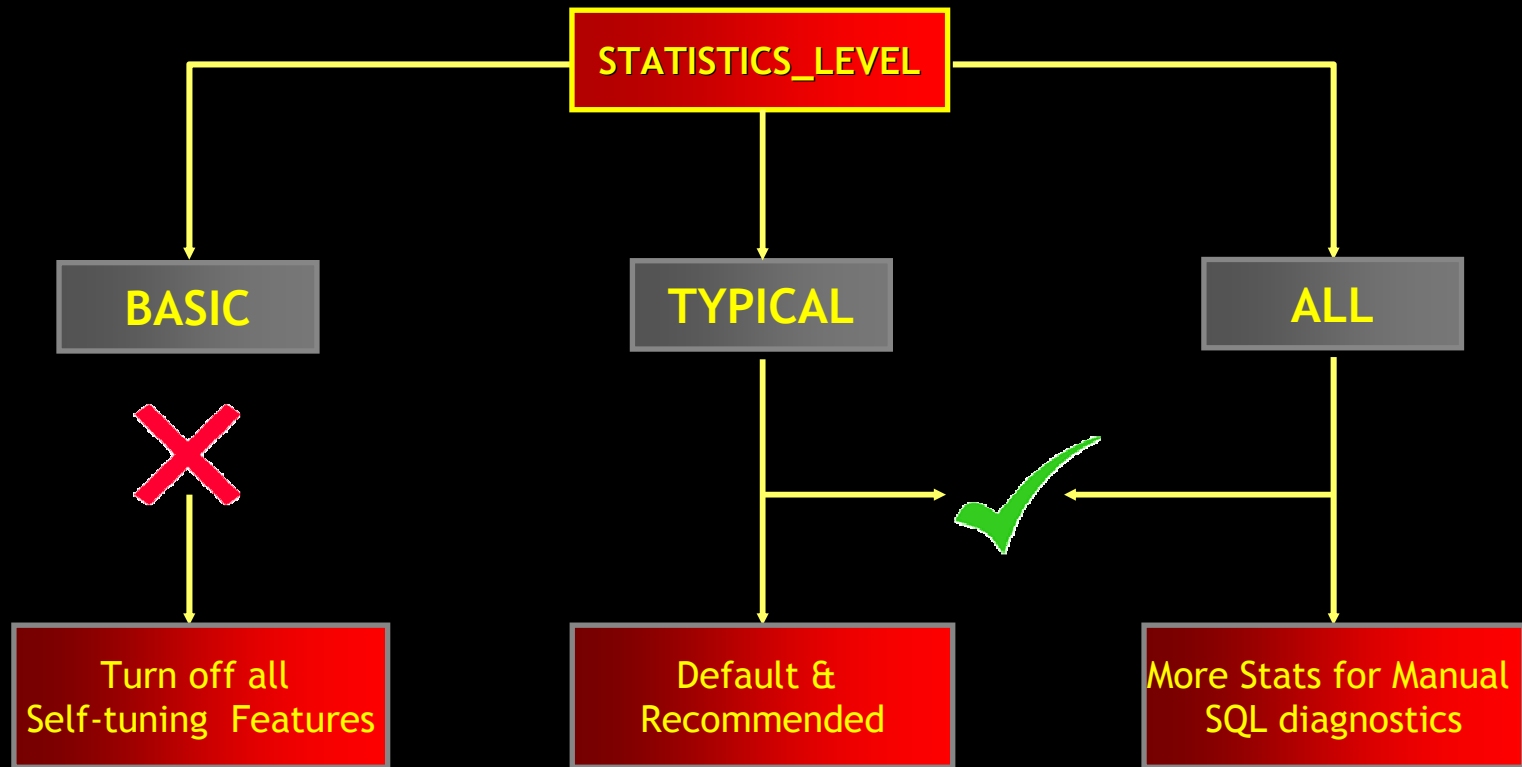 STATISTICS_LEVEL
BASIC
TYPICAL
ALL
Turn off all
Self-tuning Features
Default &
Recommended
More Stats for Manual
SQL diagnostics